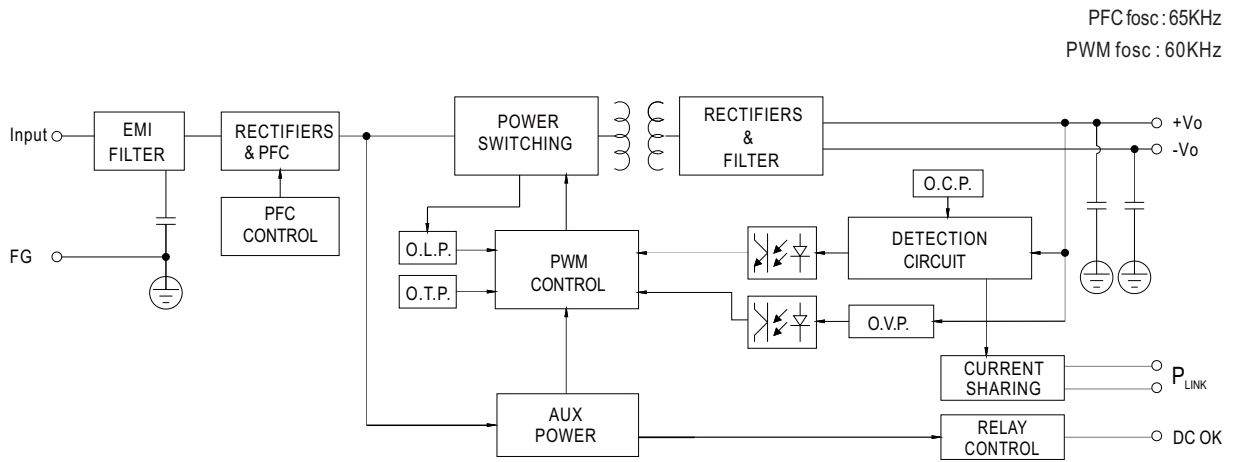 PFC fosc : 65KHz
PWM fosc : 60KHz
Input
EMI
FILTER
RECTIFIERS
& PFC
POWER
SWITCHING
RECTIFIERS
&
FILTER
+Vo
-Vo
PFC
CONTROL
O.C.P.
FG
O.L.P.
O.T.P.
PWM
CONTROL
DETECTION
CIRCUIT
O.V.P.
CURRENT
SHARING
PLINK
AUX
POWER
RELAY
CONTROL
DC OK